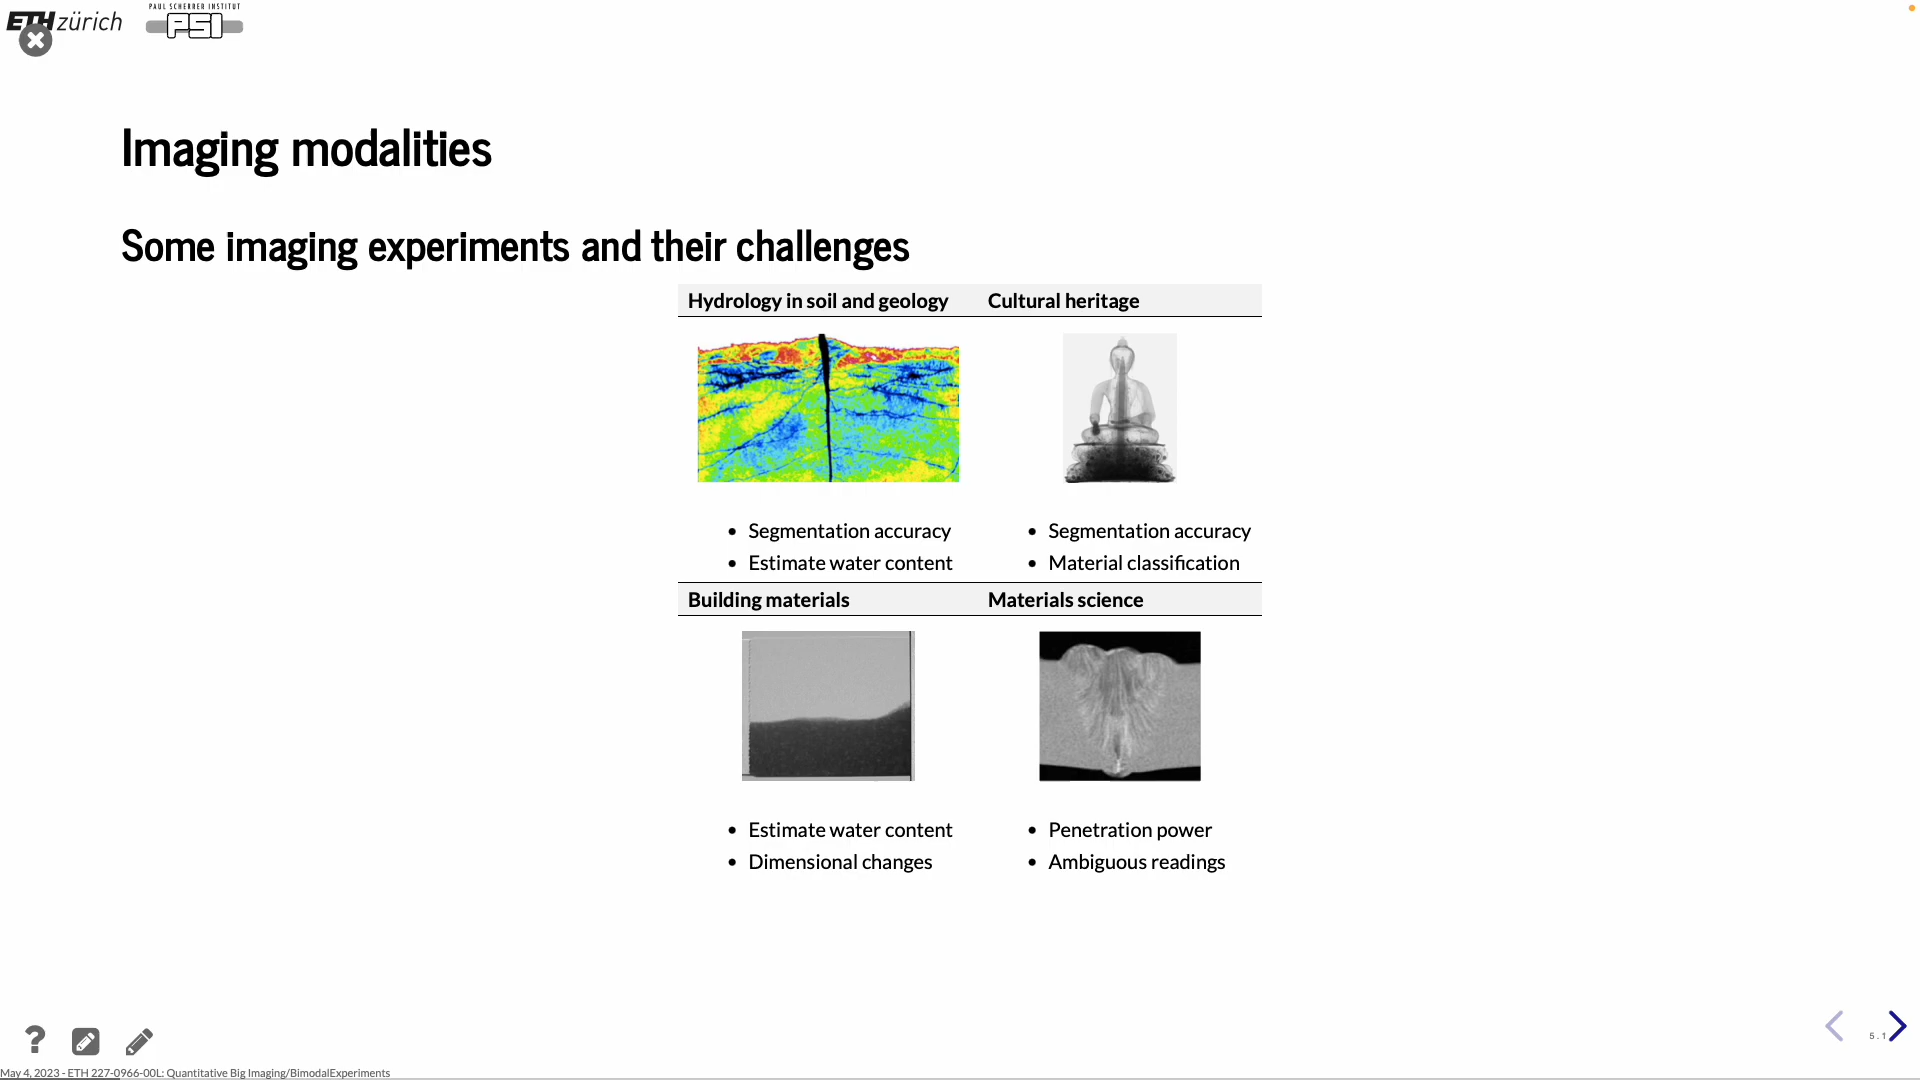 ETH zürich
PAUL SCHERRER INSTITUT
PSI
Imaging modalities
Some imaging experiments and their challenges
Hydrology in soil and geology Cultural heritage
• Segmentation accuracy • Segmentation accuracy
• Estimate water content • Material classification
Building materials Materials science
• Estimate water content • Penetration power
• Dimensional changes • Ambiguous readings
?
5 . 1
May 4, 2023 - ETH 227-0966-00L: Quantitative Big Imaging/BimodalExperiments